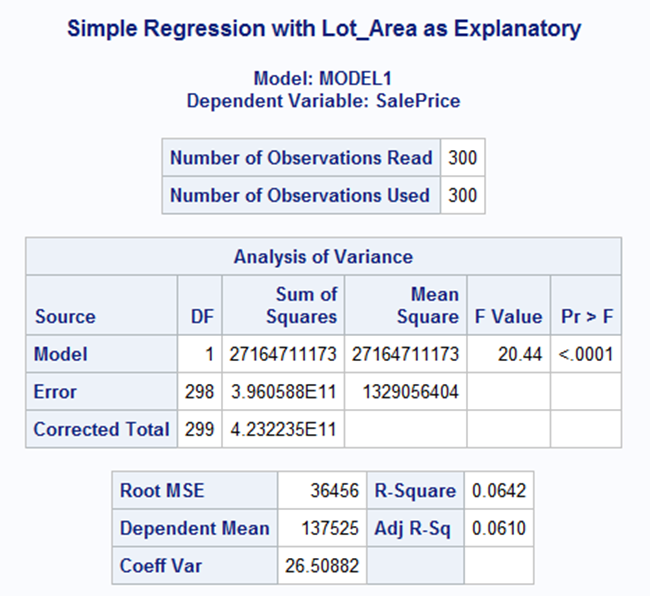 Simple Regression with Lot_Area as Explanatory
Model: MODEL1
Dependent Variable: SalePrice
Number of Observations Read 300
Number of Observations Used 300
Analysis of Variance
Source DF Sum of Squares Mean Square F Value Pr > F
Model 1 27164711173 27164711173 20.44 <.0001
Error 298 3.960588E11 1329056404
Corrected Total 299 4.232235E11
Root MSE 36456 R-Square 0.0642
Dependent Mean 137525 Adj R-Sq 0.0610
Coeff Var 26.50882